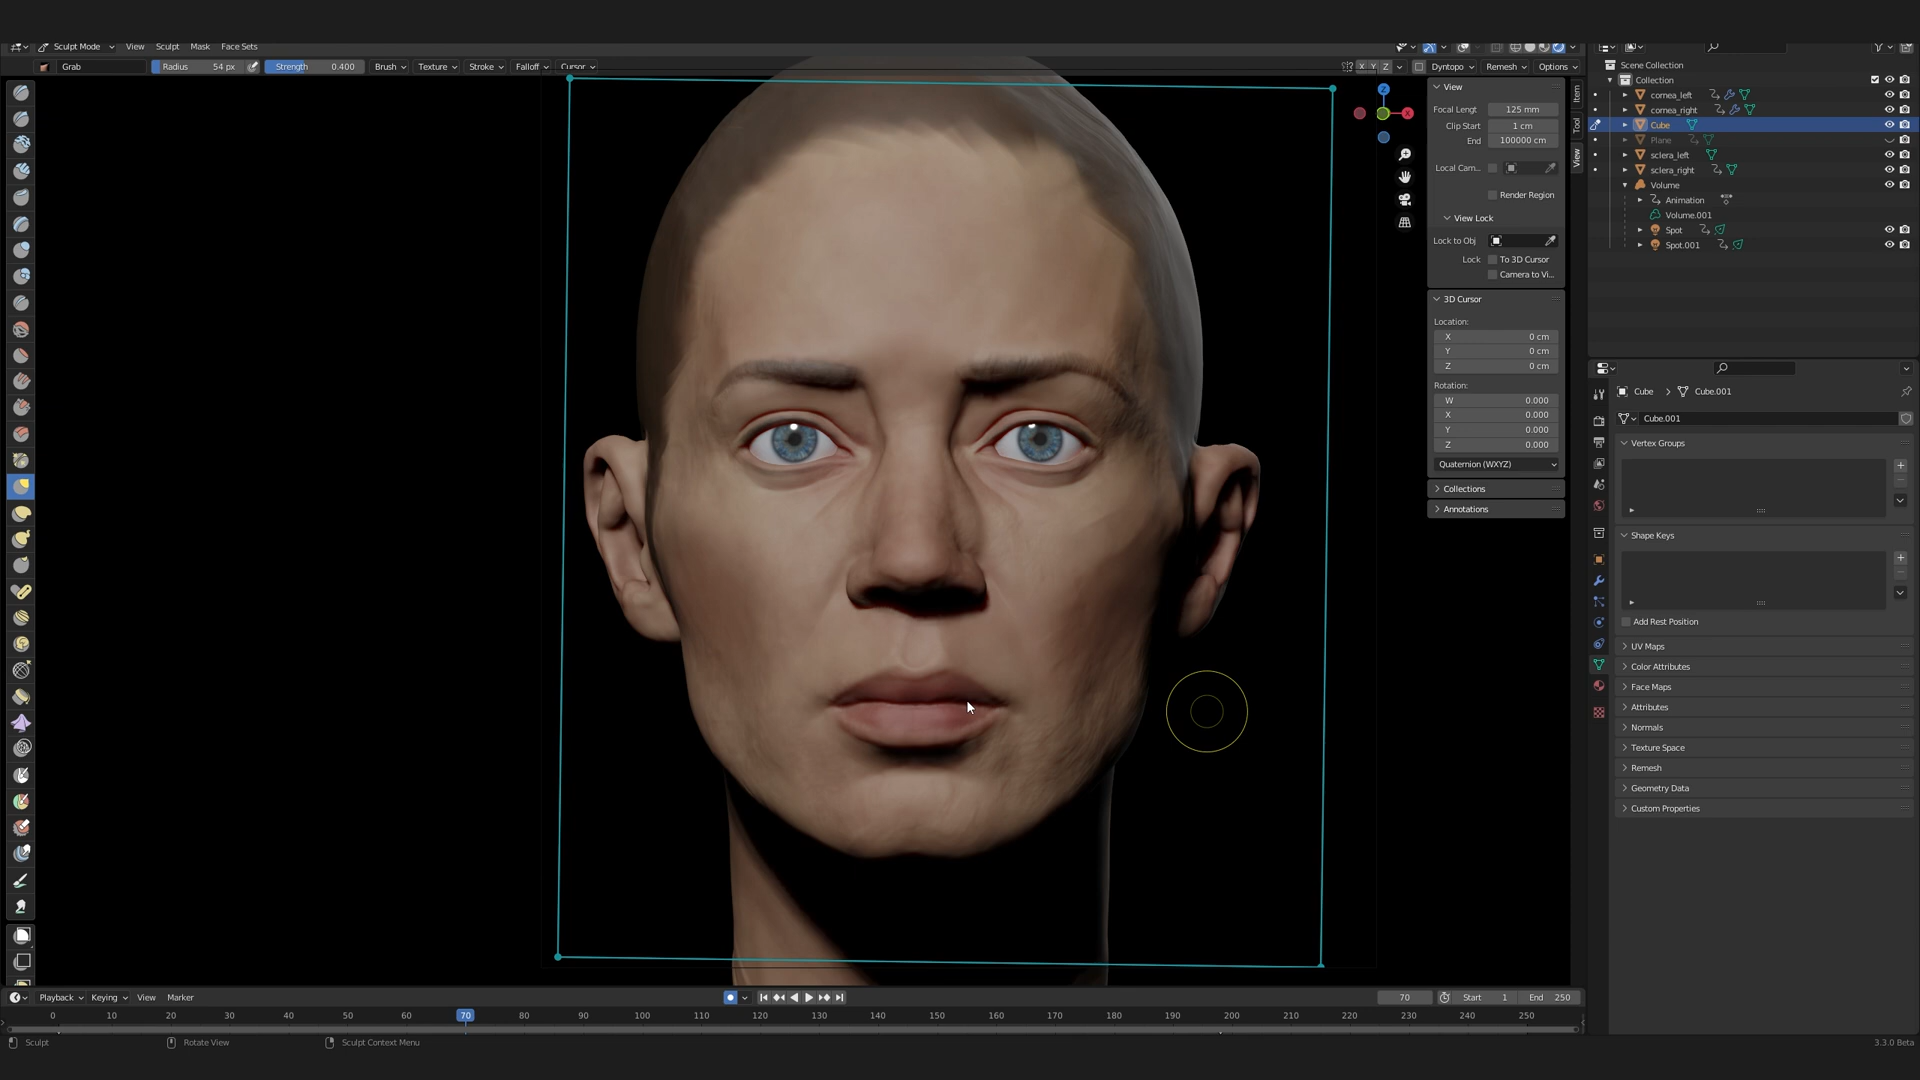 Sculpt Mode View Sculpt Mask Face Sets
Grab Radius 54 px Strength 0.400 Brush Texture Stroke Falloff Cursor X Y Z Dyntopo Remesh Options
View
Focal Lengt 125 mm
Clip Start 1 cm
End 100000 cm
Local Cam...
Render Region
View Lock
Lock to Obj
Lock To 3D Cursor
Camera to Vi...
3D Cursor
Location:
X 0 cm
Y 0 cm
Z 0 cm
Rotation:
W 0.000
X 0.000
Y 0.000
Z 0.000
Quaternion (WXYZ)
Collections
Annotations
Item
Tool
View
Z
X
Scene Collection
Collection
cornea_left
cornea_right
Cube
Plane
sclera_left
sclera_right
Volume
Animation
Volume.001
Spot
Spot.001
Cube Cube.001
Cube.001
Vertex Groups
Shape Keys
Add Rest Position
UV Maps
Color Attributes
Face Maps
Attributes
Normals
Texture Space
Remesh
Geometry Data
Custom Properties
Playback Keying View Marker 70 Start 1 End 250
0 10 20 30 40 50 60 70 80 90 100 110 120 130 140 150 160 170 180 190 200 210 220 230 240 250
Sculpt Rotate View Sculpt Context Menu 3.3.0 Beta